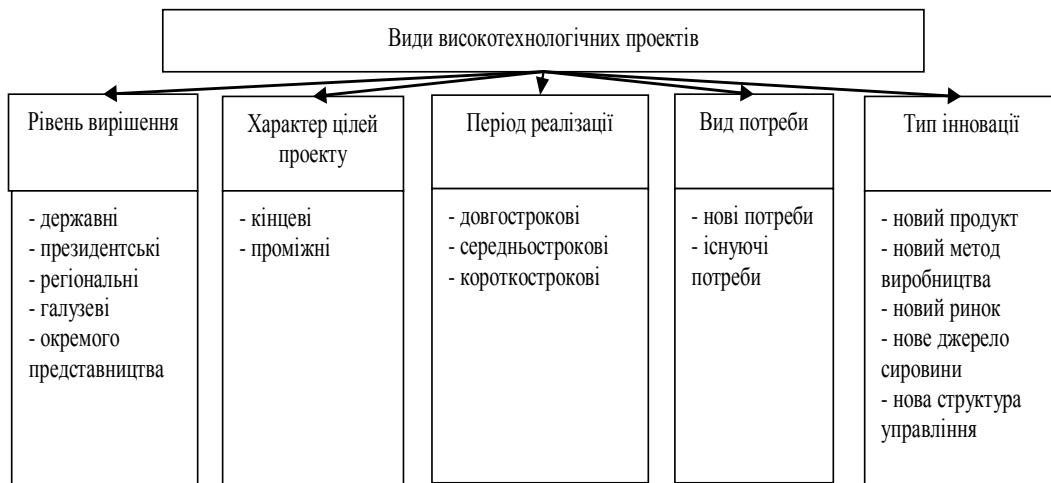 Види високотехнологічних проектів
Рівень вирішення
- державні
- президентські
- регіональні
- галузеві
- окремого
представництва
Характер цілей
проекту
- кінцеві
- проміжні
Період реалізації
- довгострокові
- середньострокові
- короткострокові
Вид потреби
- нові потреби
- існуючі
потреби
Тип інновації
- новий продукт
- новий метод
виробництва
- новий ринок
- нове джерело
сировини
- нова структура
управління